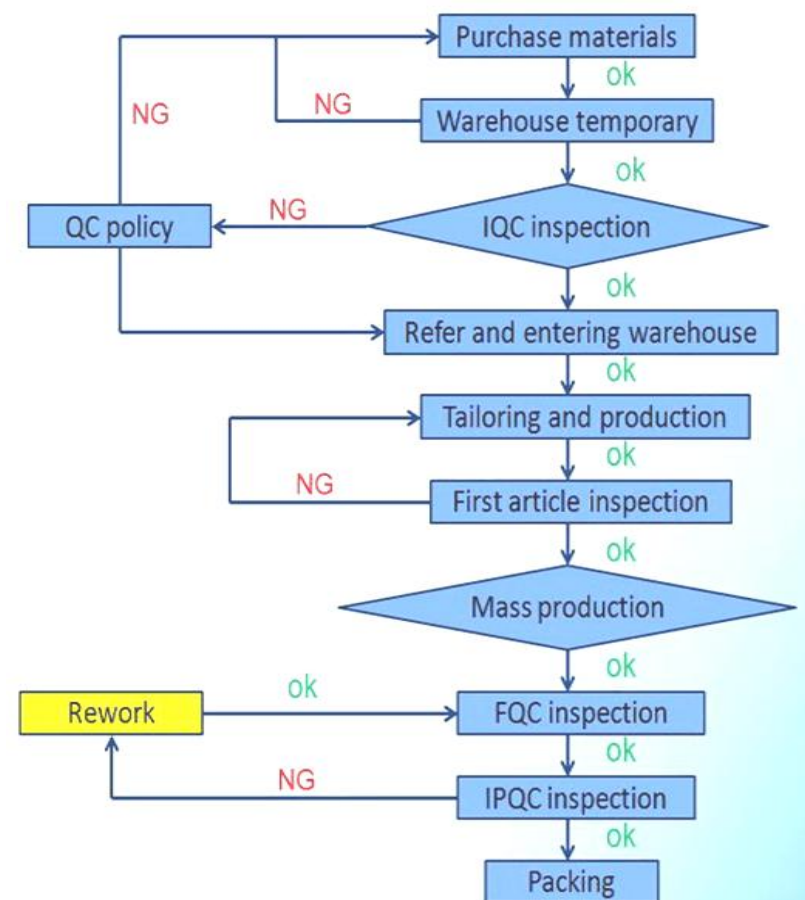 Purchase materials
ok
NG
NG
Warehouse temporary
ok
QC policy
NG
IQC inspection
ok
Refer and entering warehouse
ok
Tailoring and production
ok
NG
First article inspection
ok
Mass production
ok
Rework
ok
FQC inspection
ok
NG
IPQC inspection
ok
Packing